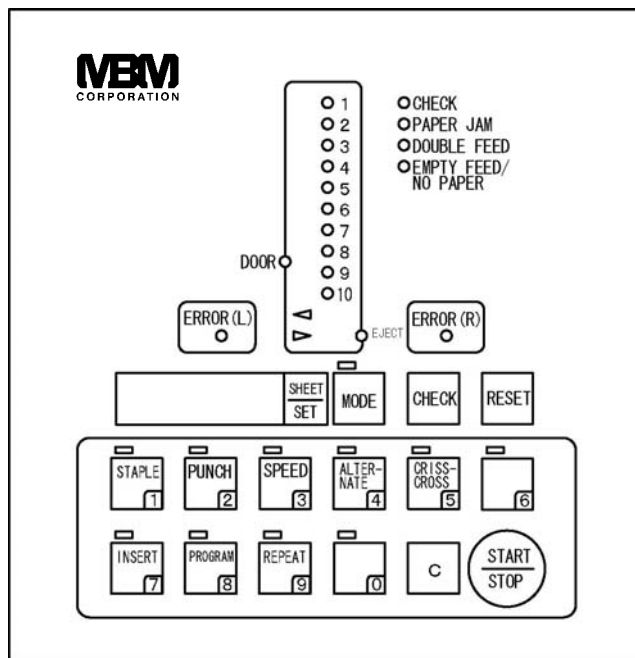 MBM
CORPORATION
1
2
3
4
5
6
7
8
9
10
CHECK
PAPER JAM
DOUBLE FEED
EMPTY FEED/
NO PAPER
DOOR
EJECT
ERROR(L)
ERROR(R)
SHEET
SET
MODE
CHECK
RESET
STAPLE
1
PUNCH
2
SPEED
3
ALTER-
NATE
4
CRISS-
CROSS
5
6
INSERT
7
PROGRAM
8
REPEAT
9
0
C
START
STOP